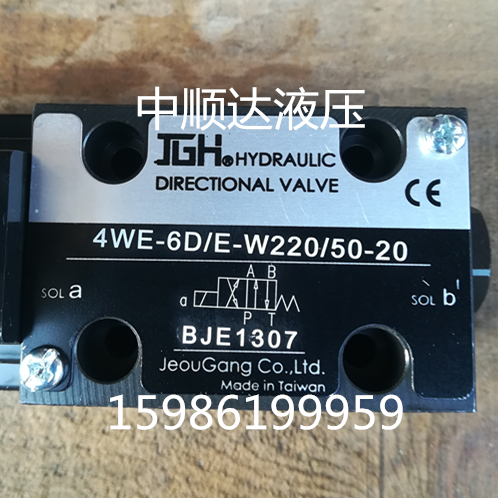 中顺达液压
JGH® HYDRAULIC
DIRECTIONAL VALVE
CE
4WE-6D/E-W220/50-20
A B
SOL a
a
SOL b
P T
BJE1307
JeouGang Co.,Ltd.
Made in Taiwan
15986199959